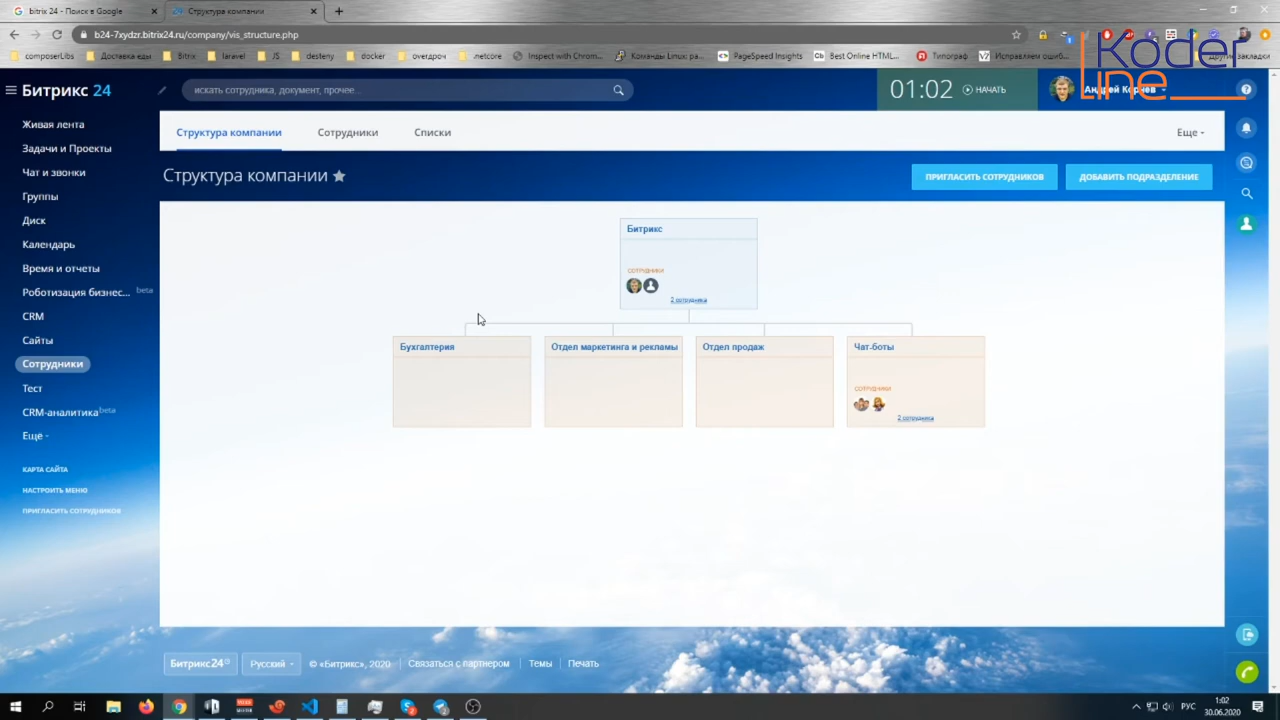 bitrix 24 - Поиск в Google
Структура компании
b24-7xydzr.bitrix24.ru/company/vis_structure.php
composerLibs
Доставка еды
Bitrix
laravel
JS
desteny
docker
овердроч
.netcore
Inspect with Chrom...
Команды Linux: ра...
PageSpeed Insights
Best Online HTML...
Типограф
Исправляем ошиб...
Другие закладки
Koder
Line
Битрикс 24
искать сотрудника, документ, прочее...
01:02
НАЧАТЬ
Андрей Корнев
Живая лента
Задачи и Проекты
Чат и звонки
Группы
Диск
Календарь
Время и отчеты
Роботизация бизнес... beta
CRM
Сайты
Сотрудники
Тест
CRM-аналитика beta
Еще
КАРТА САЙТА
НАСТРОИТЬ МЕНЮ
ПРИГЛАСИТЬ СОТРУДНИКОВ
Структура компании
Сотрудники
Списки
Еще
Структура компании
ПРИГЛАСИТЬ СОТРУДНИКОВ
ДОБАВИТЬ ПОДРАЗДЕЛЕНИЕ
Битрикс
СОТРУДНИКИ
2 сотрудника
Бухгалтерия
Отдел маркетинга и рекламы
Отдел продаж
Чат-боты
СОТРУДНИКИ
2 сотрудника
Битрикс24
Русский
© «Битрикс», 2020
Связаться с партнером
Темы
Печать
РУС
1:02
30.06.2020